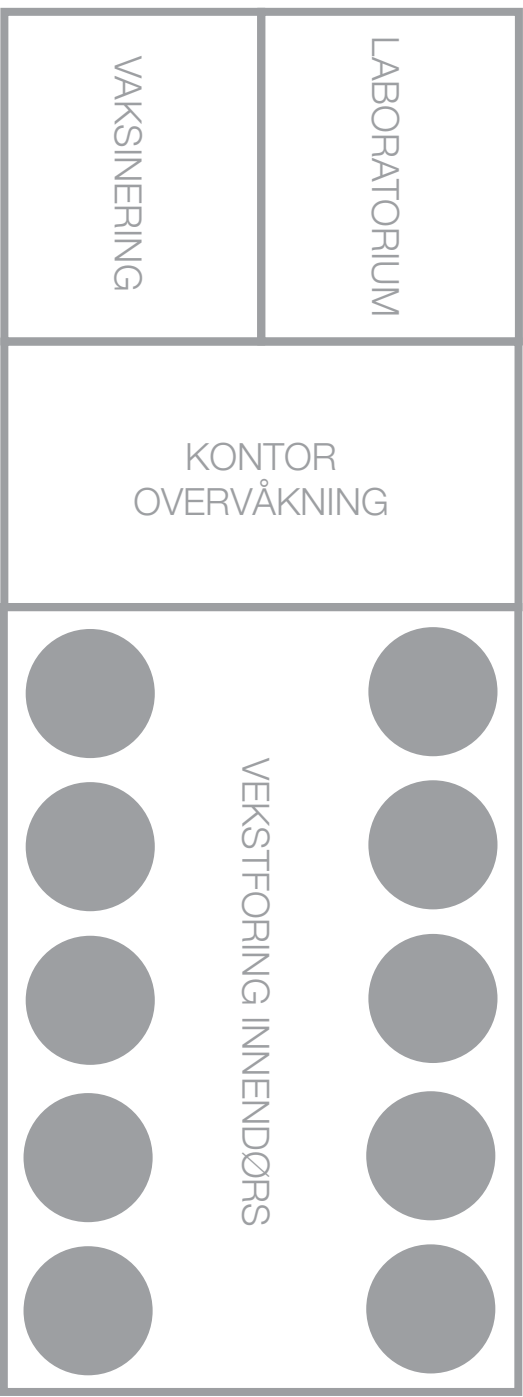 VAKSINERING
LABORATORIUM
KONTOR
OVERVÅKNING
VEKSTFORING INNENDØRS